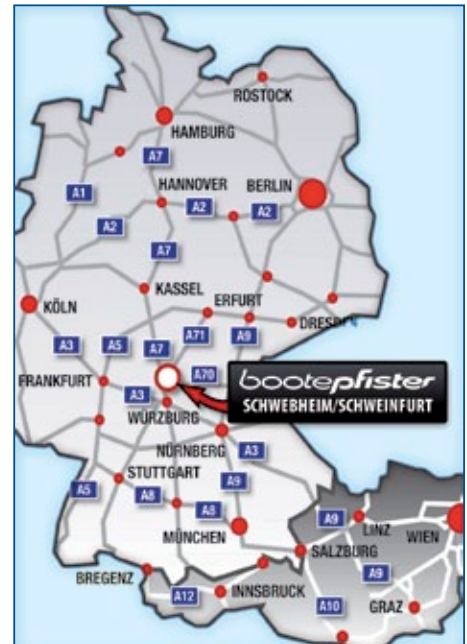 ROSTOCK
HAMBURG
A7
A1
HANNOVER
BERLIN
A2
A2
A2
A7
KASSEL
ERFURT
KÖLN
A71
A9
DRESDEN
A3
A5
A7
A70
bootepfister
SCHWEBHEIM/SCHWEINFURT
FRANKFURT
A3
WÜRZBURG
NÜRNBERG
A3
STUTTGART
A9
A5
A8
A8
MÜNCHEN
A9
LINZ
WIEN
SALZBURG
BREGENZ
A9
INNSBRUCK
A12
A10
GRAZ